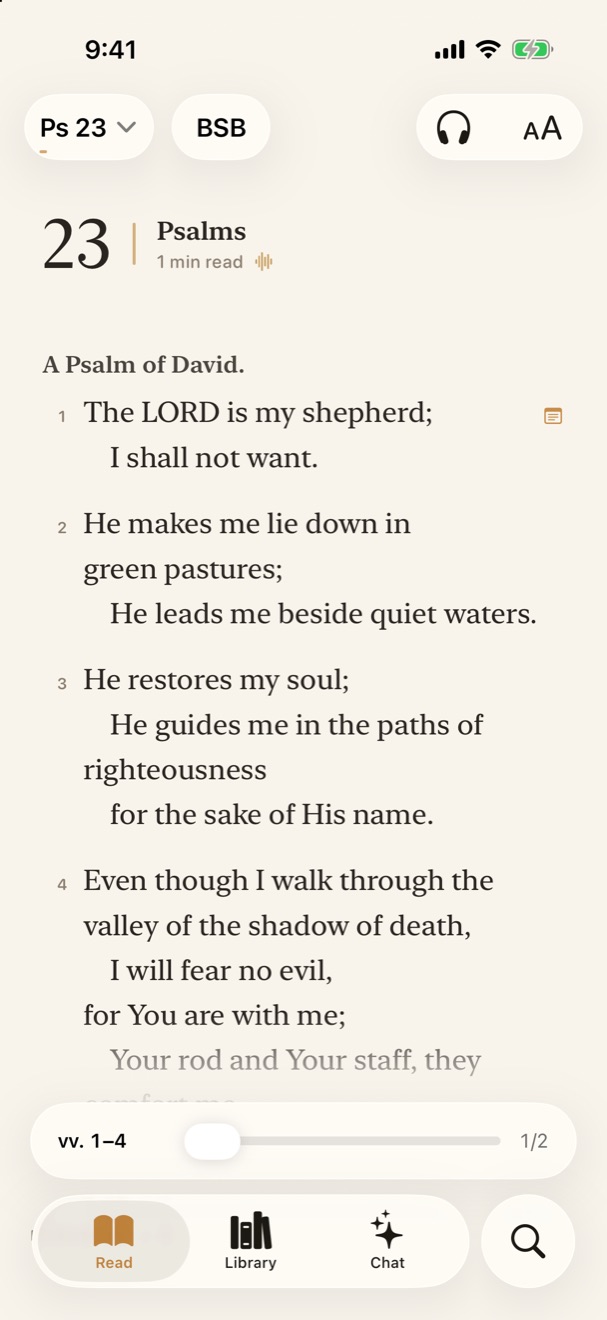 9:41
Ps 23
BSB
AA
23
Psalms
1 min read
A Psalm of David.
1 The LORD is my shepherd;
I shall not want.
2 He makes me lie down in
green pastures;
He leads me beside quiet waters.
3 He restores my soul;
He guides me in the paths of
righteousness
for the sake of His name.
4 Even though I walk through the
valley of the shadow of death,
I will fear no evil,
for You are with me;
Your rod and Your staff, they
comfort me.
vv. 1–4
1/2
Read
Library
Chat